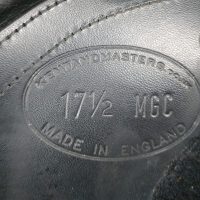 KENTANDMASTERS.COM
17½ MGC
MADE IN ENGLAND